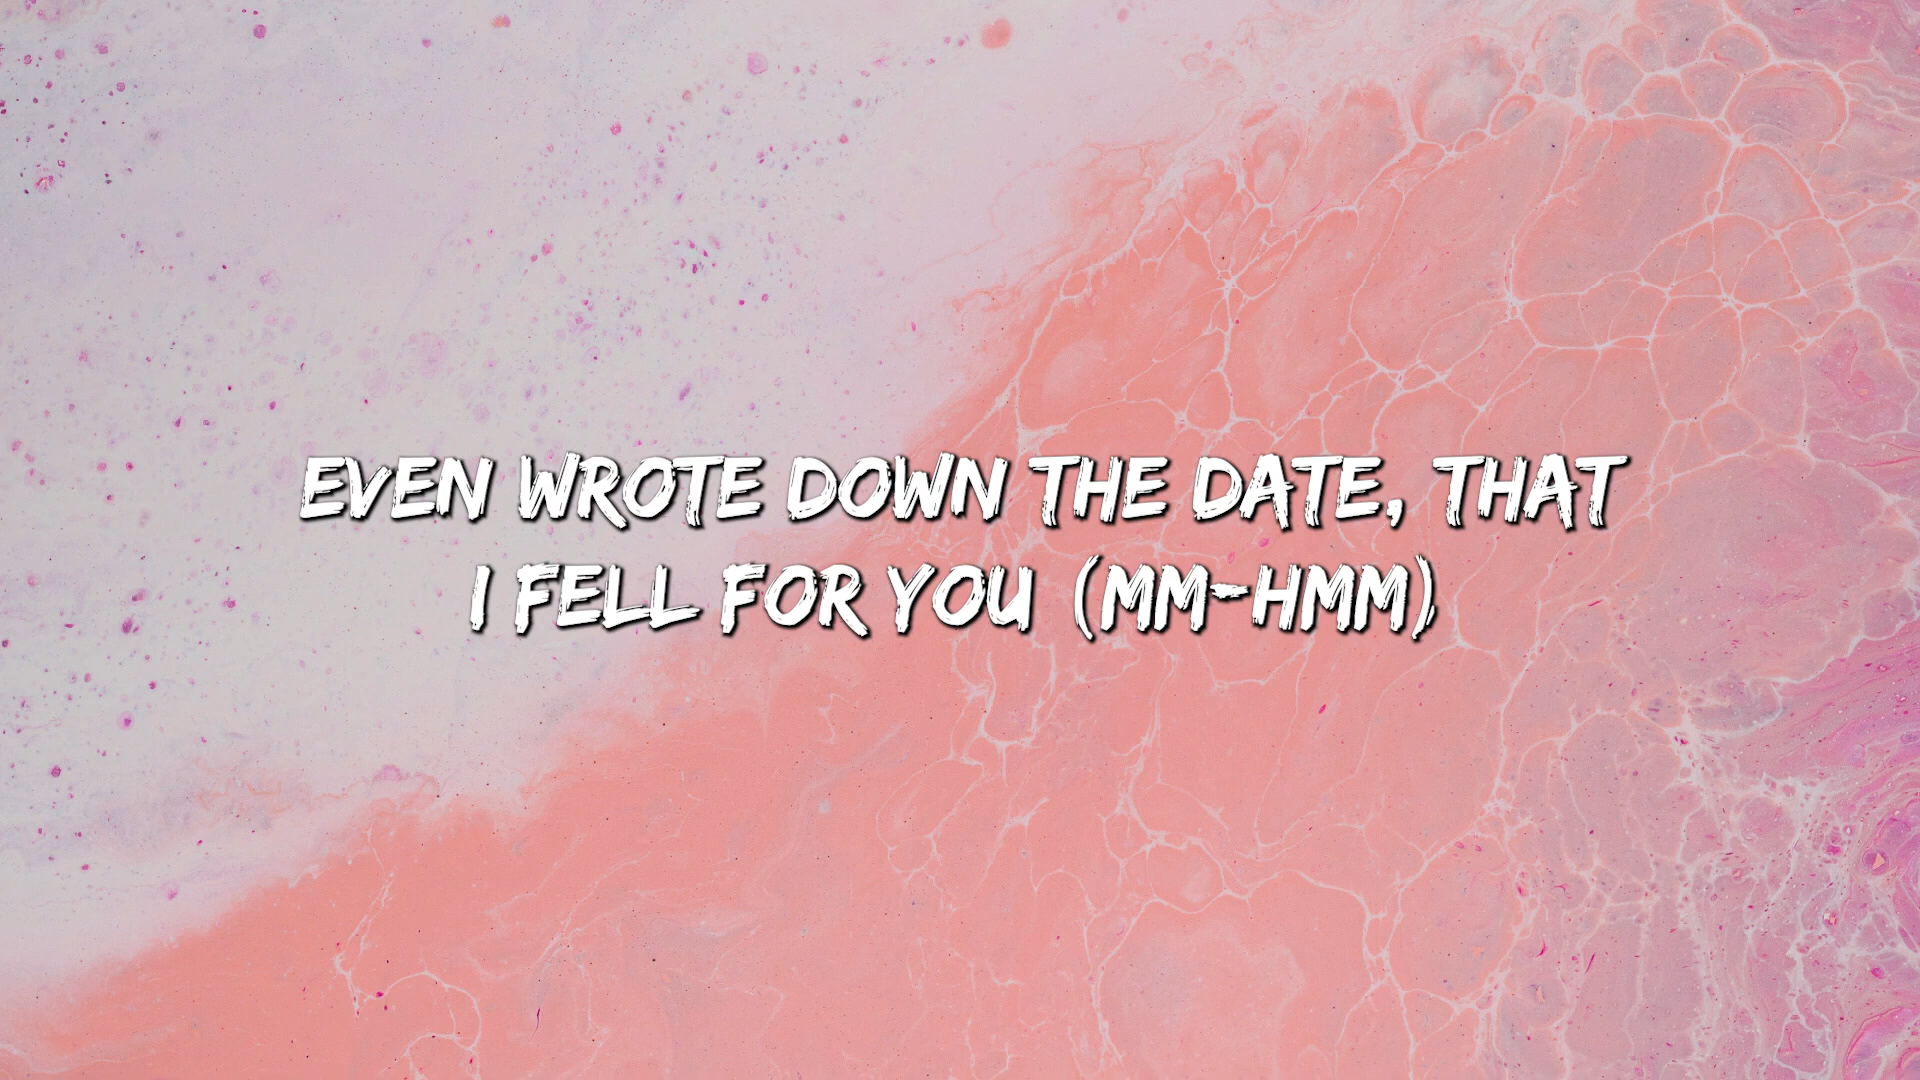 EVEN WROTE DOWN THE DATE, THAT
I FELL FOR YOU (MM-HMM)